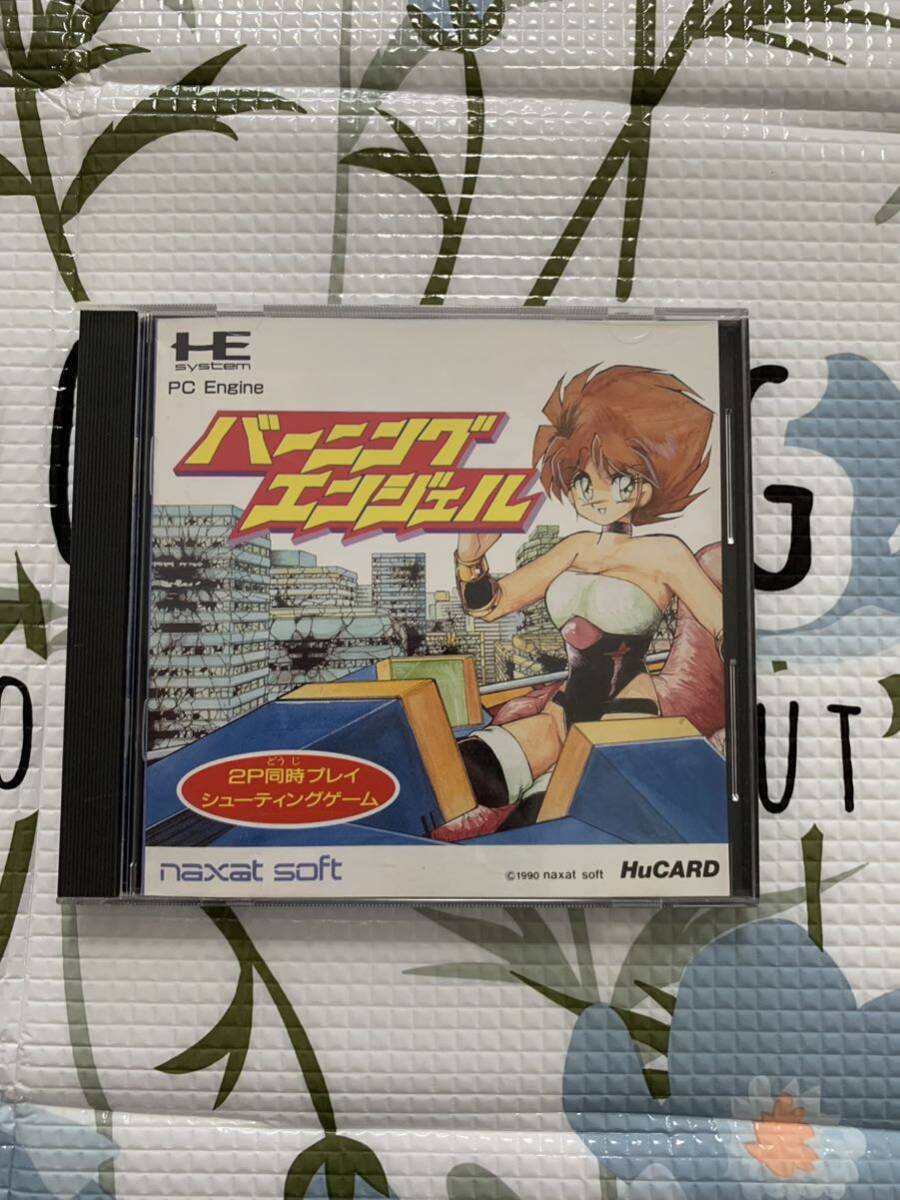 HE
system
PC Engine
バーニング
エンジェル
どうじ
2P同時プレイ
シューティングゲーム
naxat soft
©1990 naxat soft
HuCARD
G
UT